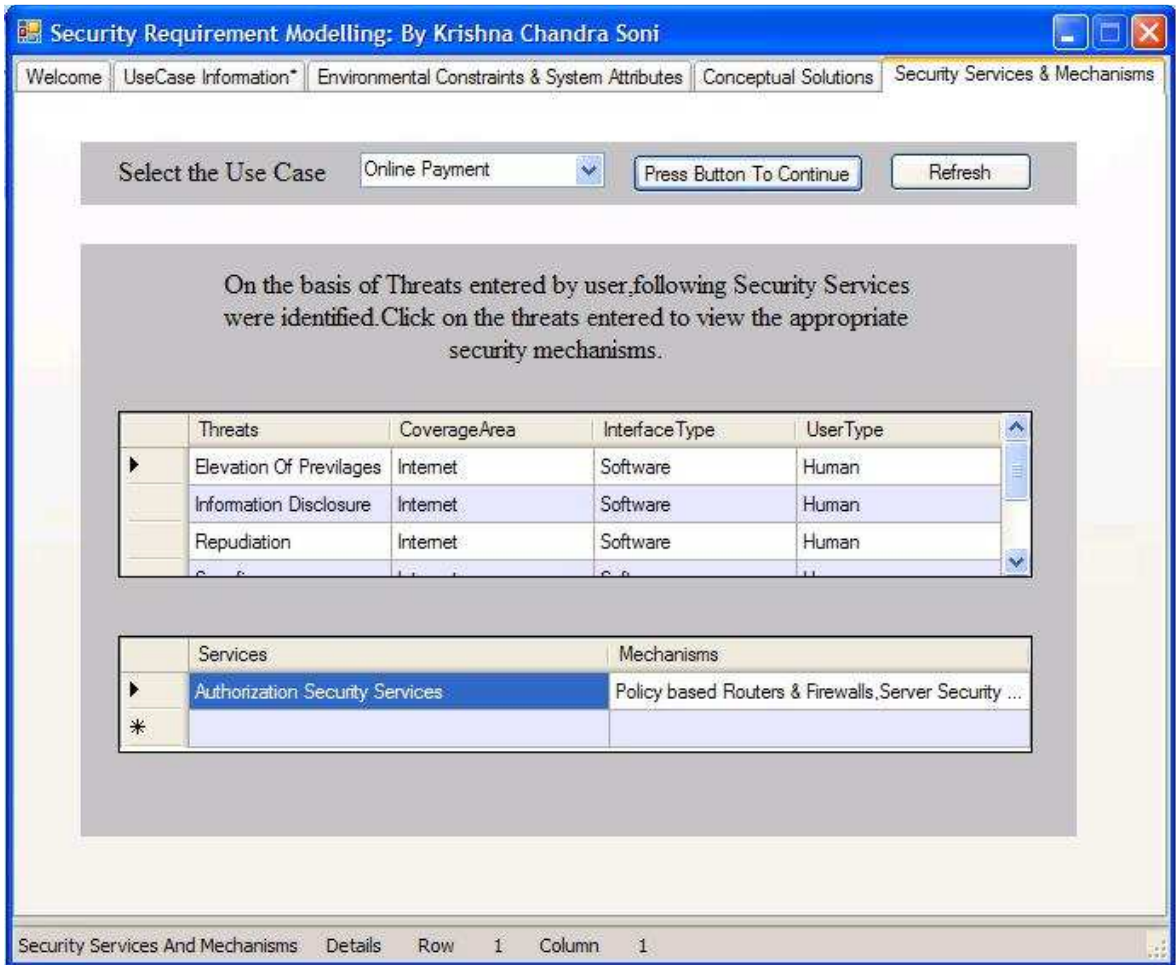 Security Requirement Modelling: By Krishna Chandra Soni
Welcome UseCase Information* Environmental Constraints & System Attributes Conceptual Solutions Security Services & Mechanisms
Select the Use Case Online Payment Press Button To Continue Refresh
On the basis of Threats entered by user,following Security Services
were identified.Click on the threats entered to view the appropriate
security mechanisms.
Threats CoverageArea InterfaceType UserType
Elevation Of Previlages Internet Software Human
Information Disclosure Internet Software Human
Repudiation Internet Software Human
Services Mechanisms
Authorization Security Services Policy based Routers & Firewalls,Server Security ...
Security Services And Mechanisms Details Row 1 Column 1